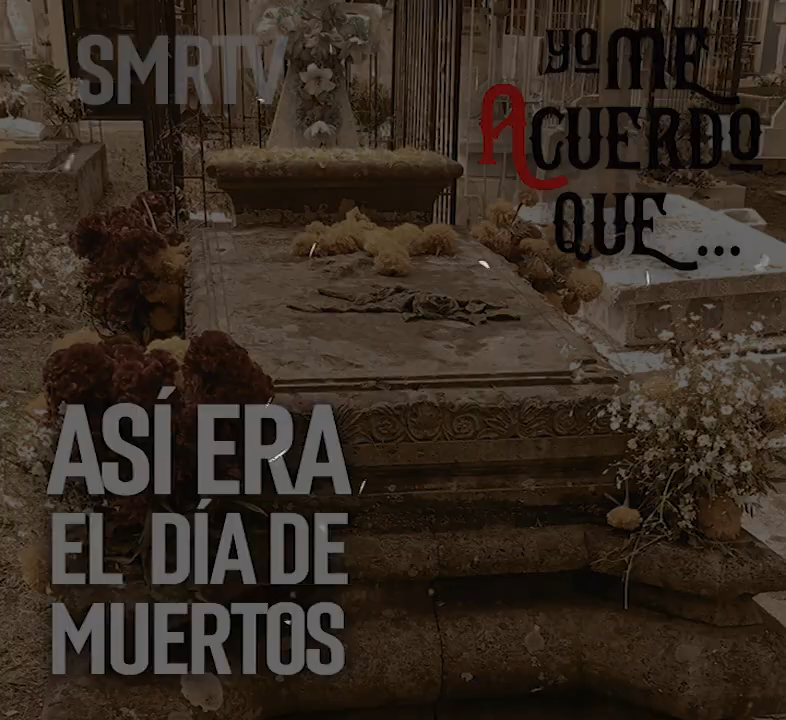 SMRTV
yo ME
ACUERDO
QUE...
ASÍ ERA
EL DÍA DE
MUERTOS